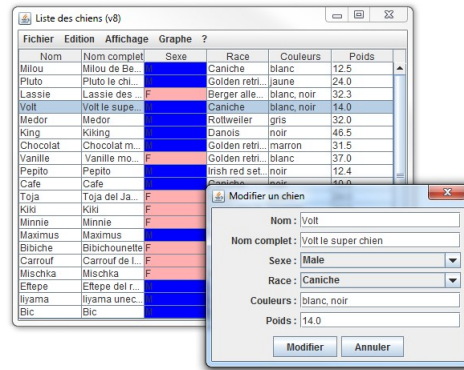 Liste des chiens (v8)
Fichier Edition Affichage Graphe ?
Nom Nom complet Sexe Race Couleurs Poids
Milou Milou de Be... M Caniche blanc 12.5
Pluto Pluto le chi... M Golden retri... jaune 24.0
Lassie Lassie des ... F Berger alle... blanc, noir 32.3
Volt Volt le supe... M Caniche blanc, noir 14.0
Medor Medor M Rottweiler gris 32.0
King Kiking M Danois noir 46.5
Chocolat Chocolat m... M Golden retri... marron 31.5
Vanille Vanille mo... F Golden retri... blanc 37.0
Pepito Pepito M Irish red set... noir 12.4
Cafe Cafe M Caniche noir 10.0
Toja Toja del Ja... F
Kiki Kiki F
Minnie Minnie F
Maximus Maximus M
Bibiche Bibichounette F
Carrouf Carrouf de l... F
Mischka Mischka F
Eftepe Eftepe del r... M
Iiyama Iiyama unec... M
Bic Bic M
Modifier un chien
Nom : Volt
Nom complet : Volt le super chien
Sexe : Male
Race : Caniche
Couleurs : blanc, noir
Poids : 14.0
Modifier Annuler